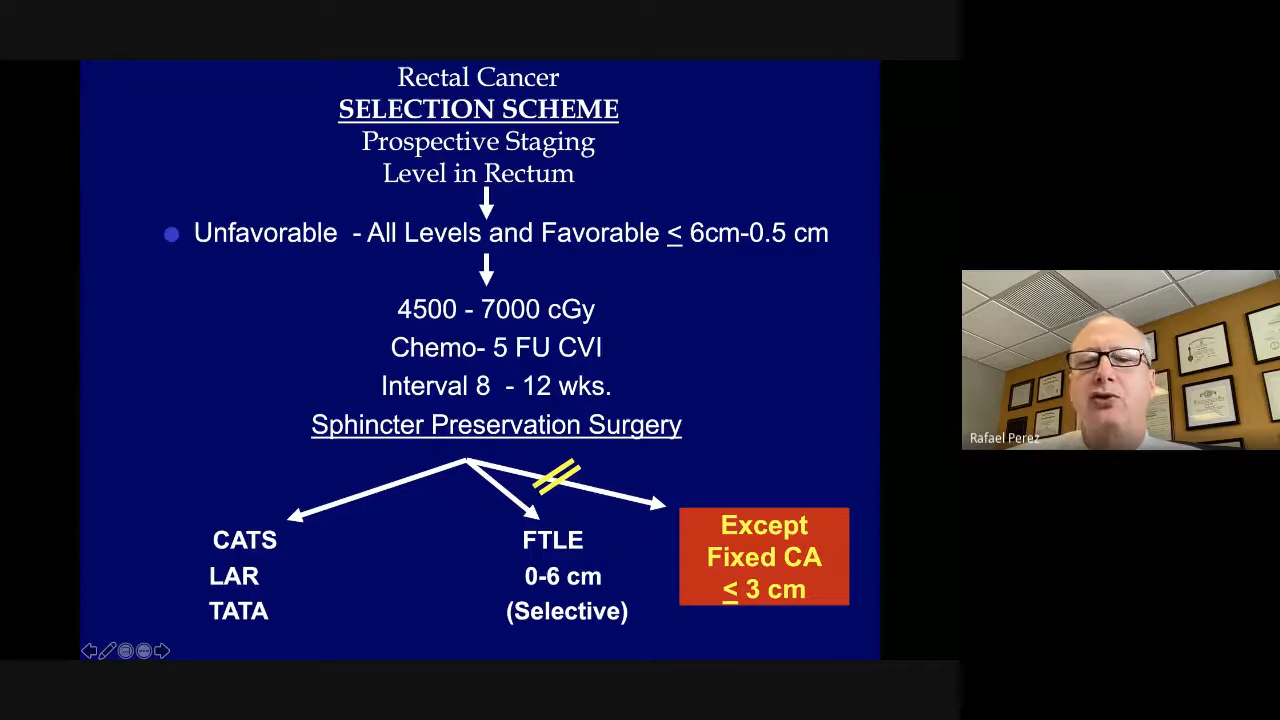 Rectal Cancer
SELECTION SCHEME
Prospective Staging
Level in Rectum
Unfavorable - All Levels and Favorable ≤ 6cm-0.5 cm
4500 - 7000 cGy
Chemo- 5 FU CVI
Interval 8 - 12 wks.
Sphincter Preservation Surgery
CATS
LAR
TATA
FTLE
0-6 cm
(Selective)
Except
Fixed CA
≤ 3 cm
Rafael Perez